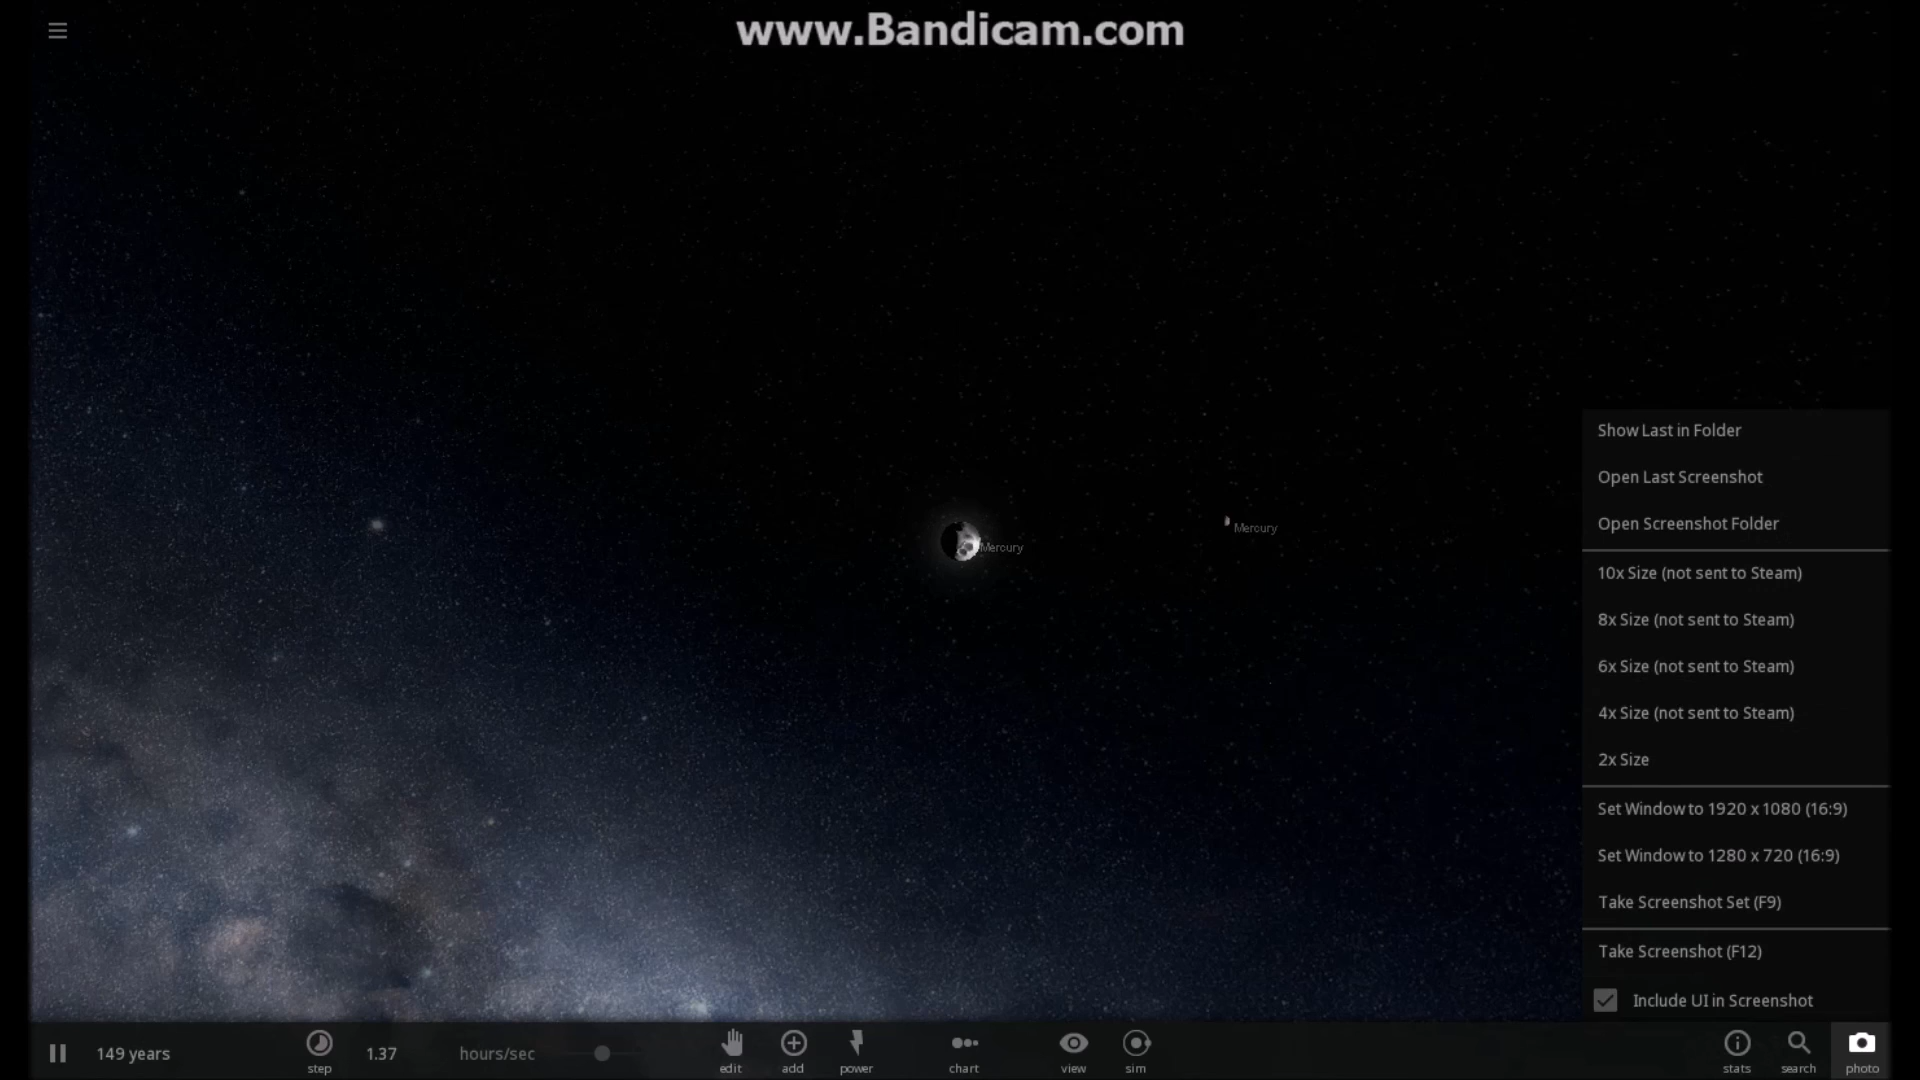 www.Bandicam.com
Mercury
Mercury
Show Last in Folder
Open Last Screenshot
Open Screenshot Folder
10x Size (not sent to Steam)
8x Size (not sent to Steam)
6x Size (not sent to Steam)
4x Size (not sent to Steam)
2x Size
Set Window to 1920 x 1080 (16:9)
Set Window to 1280 x 720 (16:9)
Take Screenshot Set (F9)
Take Screenshot (F12)
Include UI in Screenshot
149 years
step
1.37
hours/sec
edit
add
power
chart
view
sim
stats
search
photo